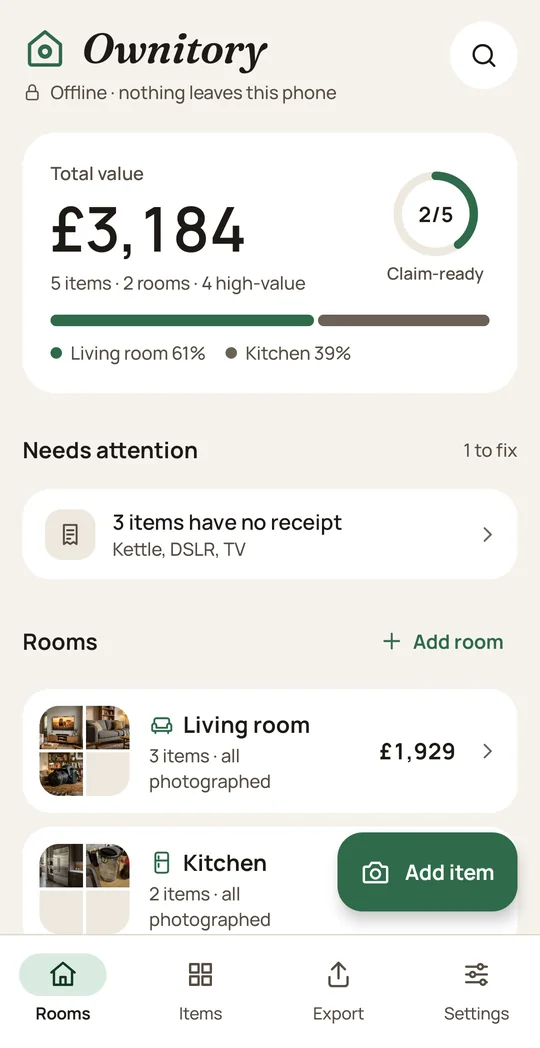 Ownitory
Offline · nothing leaves this phone
Total value
£3,184
5 items · 2 rooms · 4 high-value
2/5
Claim-ready
Living room 61% Kitchen 39%
Needs attention
1 to fix
3 items have no receipt
Kettle, DSLR, TV
Rooms
Add room
Living room
3 items · all
photographed
£1,929
Kitchen
2 items · all
photographed
Add item
Rooms
Items
Export
Settings